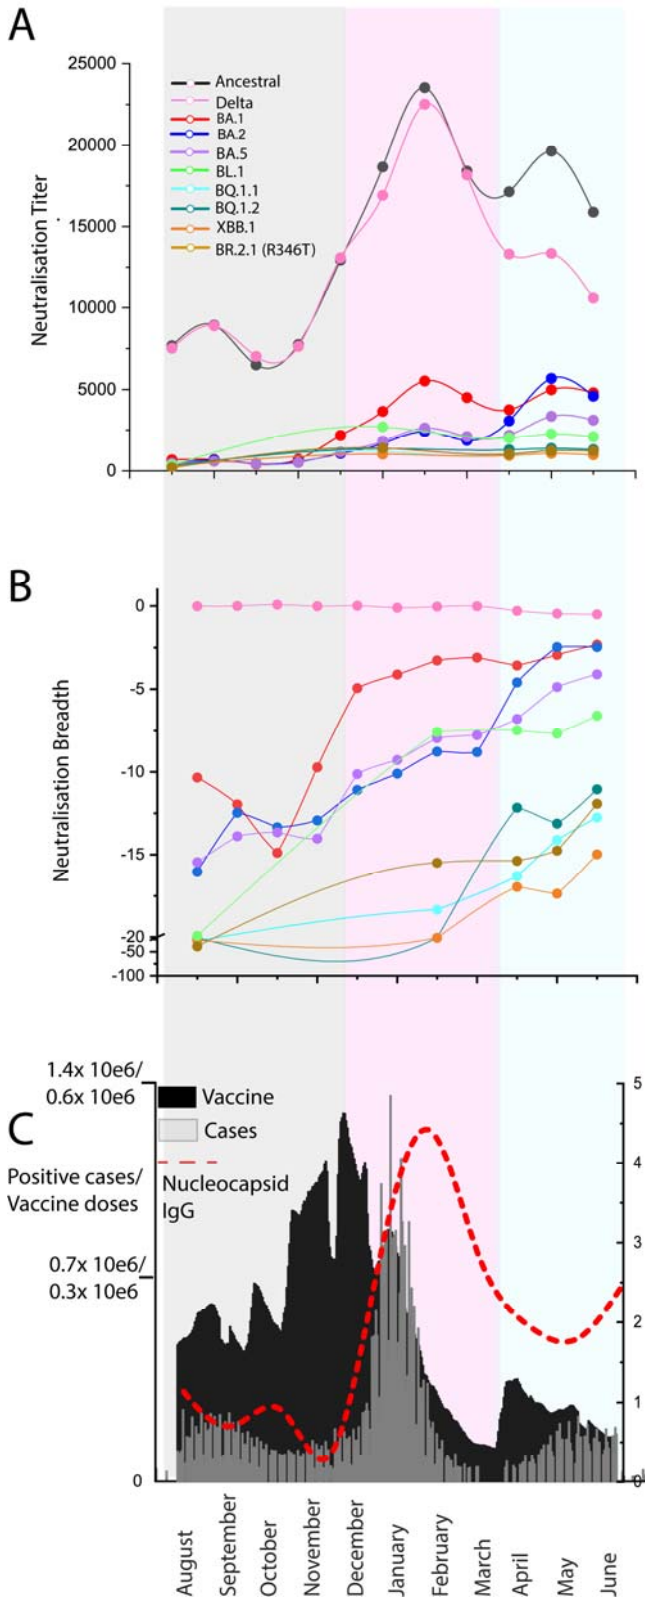 A
25000
20000
15000
10000
5000
0
Neutralisation Titer
Ancestral
Delta
BA.1
BA.2
BA.5
BL.1
BQ.1.1
BQ.1.2
XBB.1
BR.2.1 (R346T)
B
0
-5
-10
-15
-20
-50
-100
Neutralisation Breadth
C
1.4x 10e6/
0.6x 10e6
Positive cases/
Vaccine doses
0.7x 10e6/
0.3x 10e6
0
Vaccine
Cases
Nucleocapsid
IgG
5
4
3
2
1
0
August
September
October
November
December
January
February
March
April
May
June